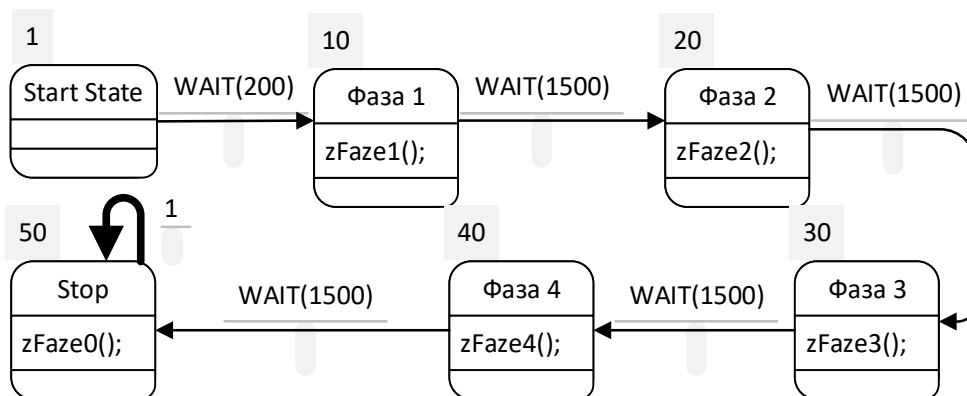 1
10
20
Start State
WAIT(200)
Фаза 1
WAIT(1500)
Фаза 2
WAIT(1500)
zFaze1();
zFaze2();
50
1
40
30
Stop
WAIT(1500)
Фаза 4
WAIT(1500)
Фаза 3
zFaze0();
zFaze4();
zFaze3();